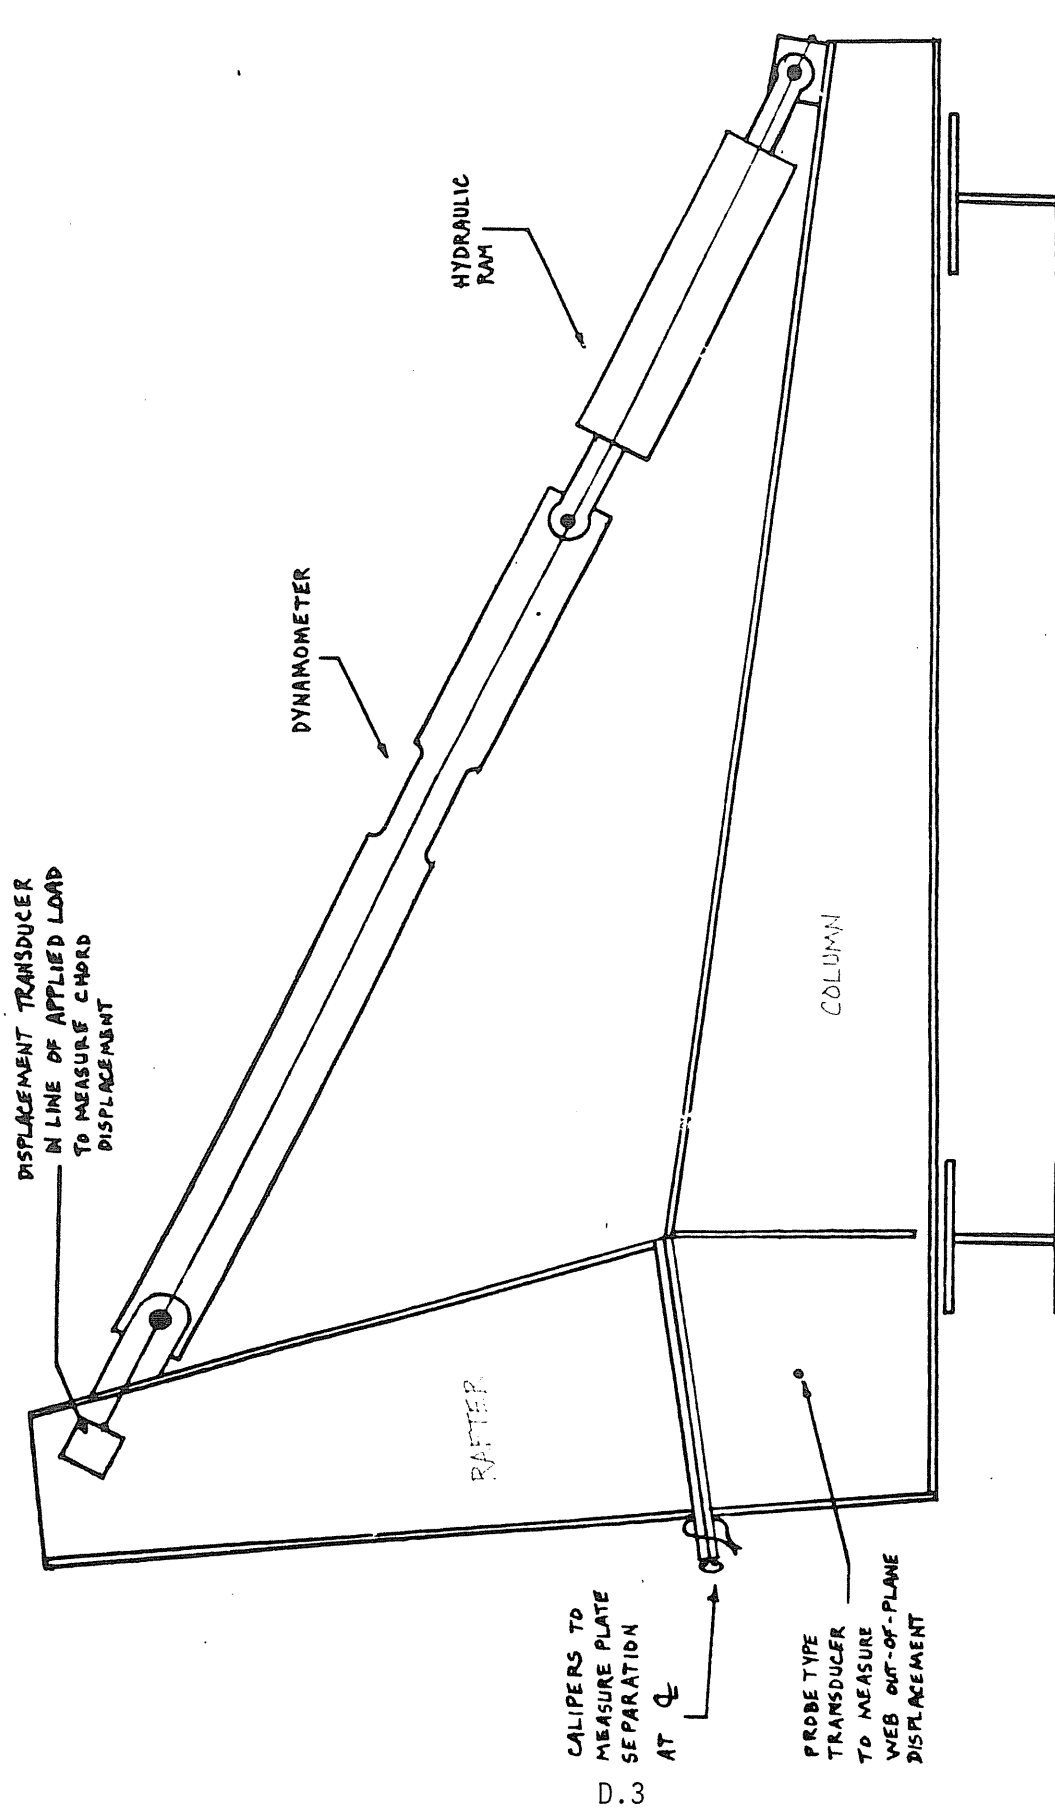 DISPLACEMENT TRANSDUCER
IN LINE OF APPLIED LOAD
TO MEASURE CHORD
DISPLACEMENT
DYNAMOMETER
HYDRAULIC
RAM
RAFTER
COLUMN
CALIPERS TO
MEASURE PLATE
SEPARATION
AT ℄
PROBE TYPE
TRANSDUCER
TO MEASURE
WEB OUT-OF-PLANE
DISPLACEMENT
D.3